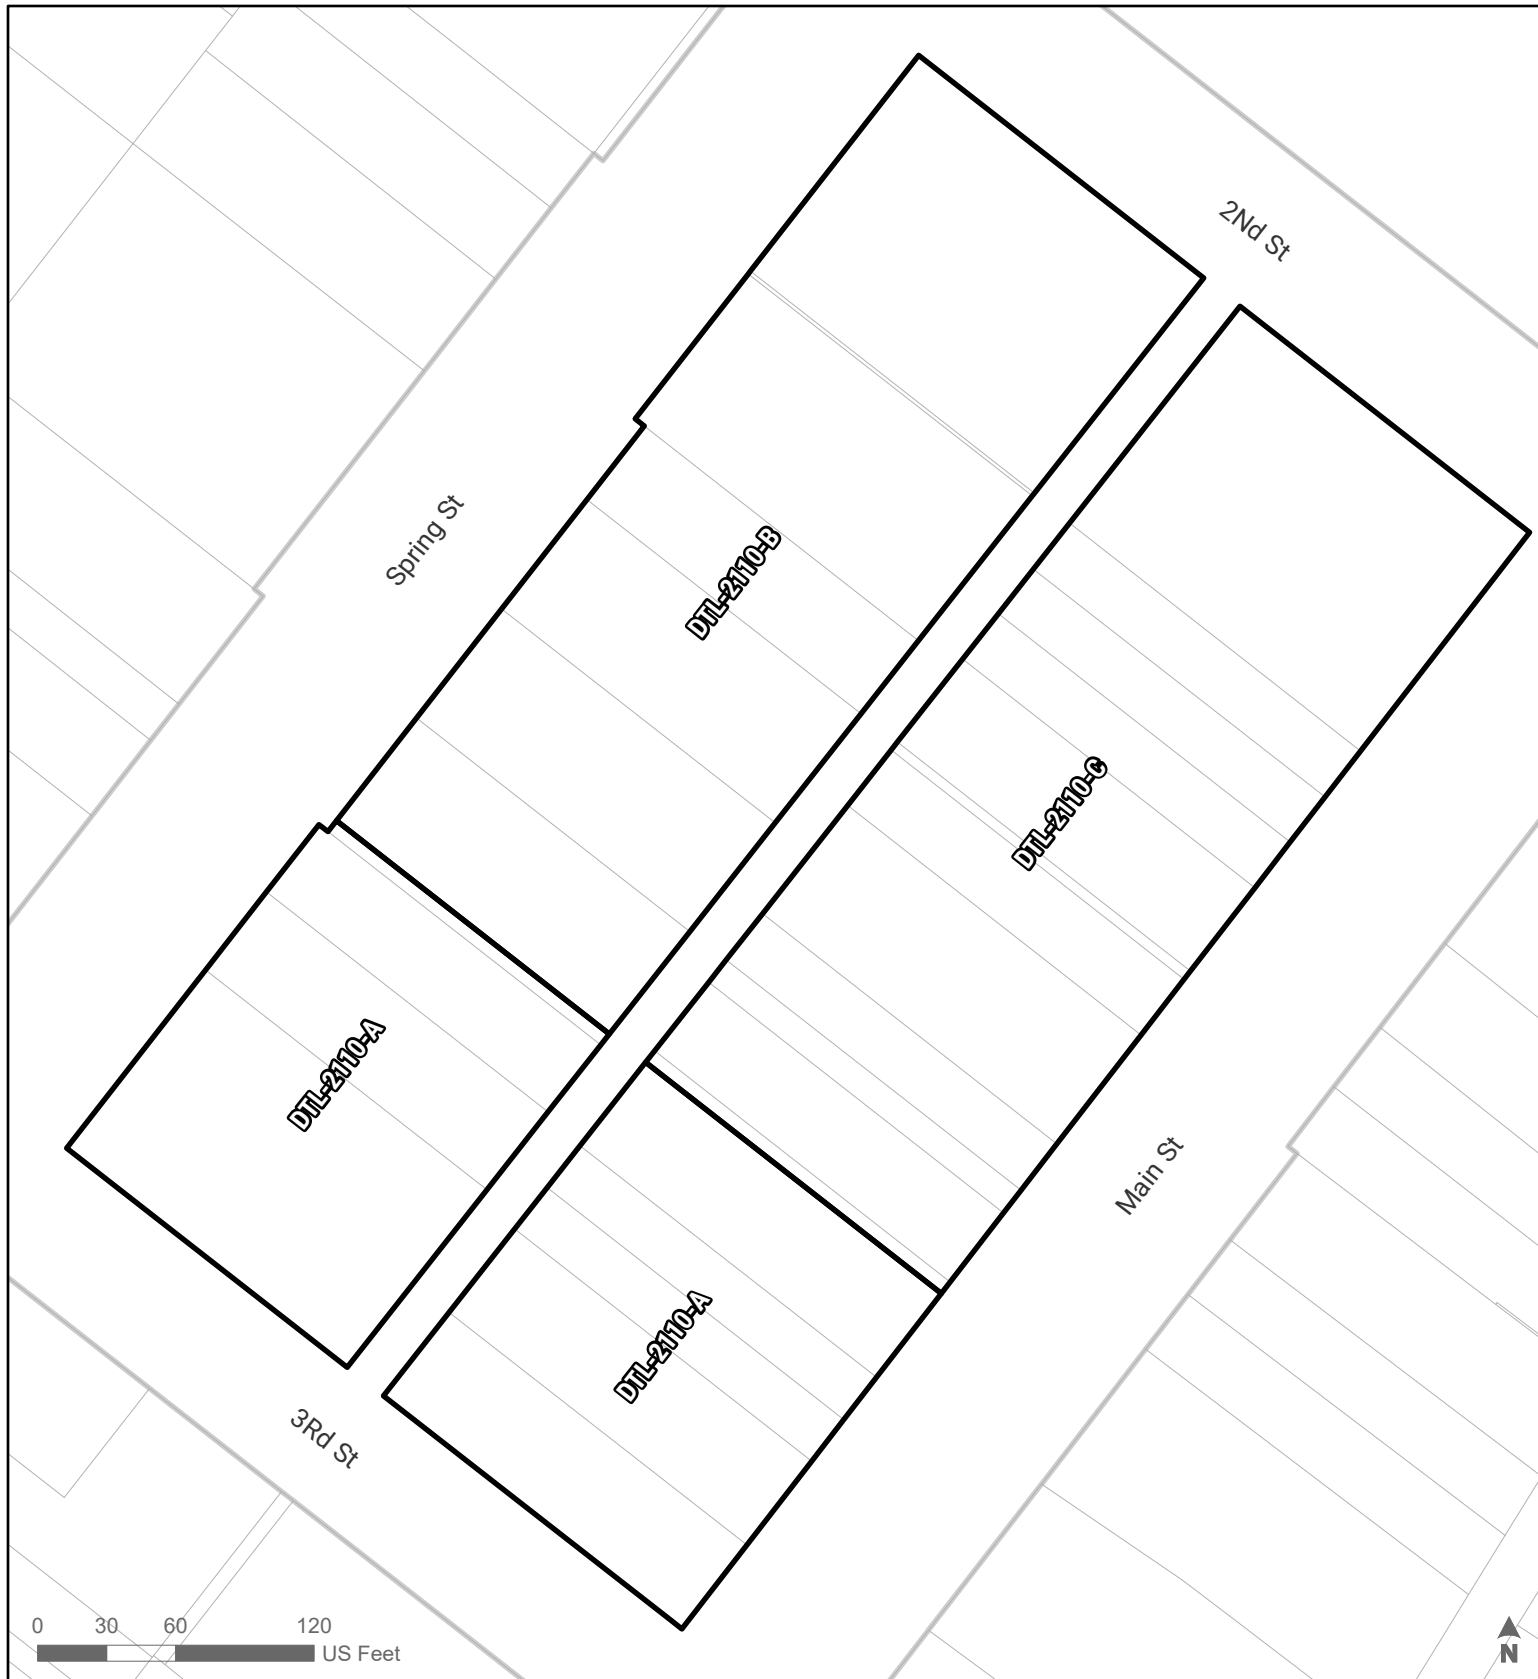 2Nd St
Spring St
DTL-2110-B
DTL-2110-C
DTL-2110-A
Main St
DTL-2110-A
3Rd St
0 30 60 120
US Feet
N